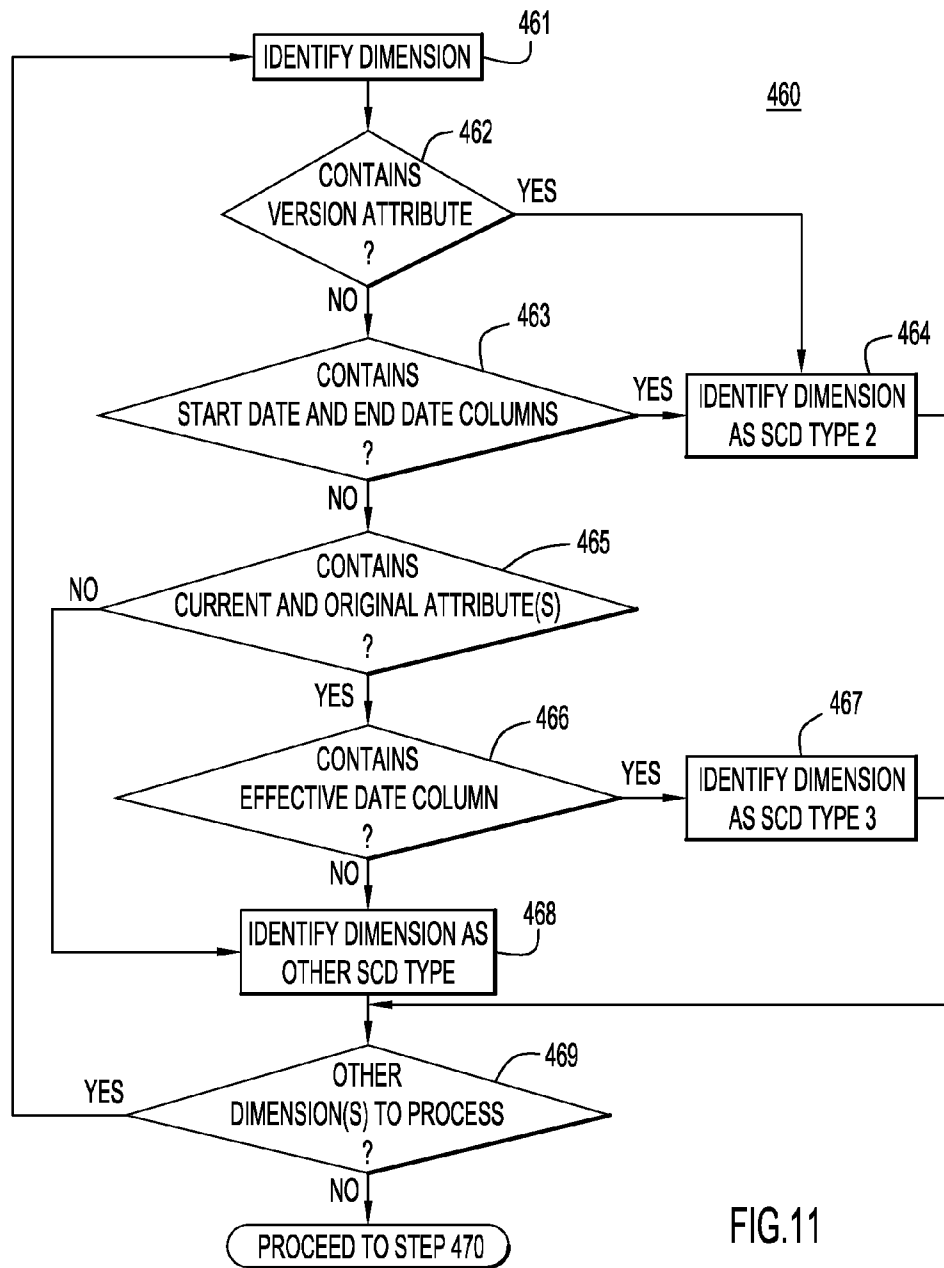 461
IDENTIFY DIMENSION
460
462
CONTAINS
VERSION ATTRIBUTE
?
YES
NO
463
CONTAINS
START DATE AND END DATE COLUMNS
?
YES
464
IDENTIFY DIMENSION
AS SCD TYPE 2
NO
465
CONTAINS
CURRENT AND ORIGINAL ATTRIBUTE(S)
?
NO
YES
466
CONTAINS
EFFECTIVE DATE COLUMN
?
YES
467
IDENTIFY DIMENSION
AS SCD TYPE 3
NO
468
IDENTIFY DIMENSION AS
OTHER SCD TYPE
469
OTHER
DIMENSION(S) TO PROCESS
?
YES
NO
PROCEED TO STEP 470
FIG.11